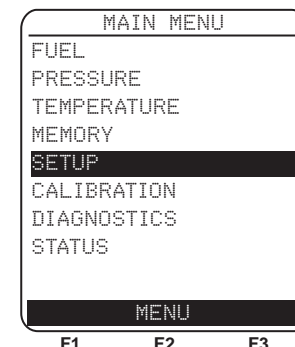 MAIN MENU
FUEL
PRESSURE
TEMPERATURE
MEMORY
SETUP
CALIBRATION
DIAGNOSTICS
STATUS
MENU
F1 F2 F3